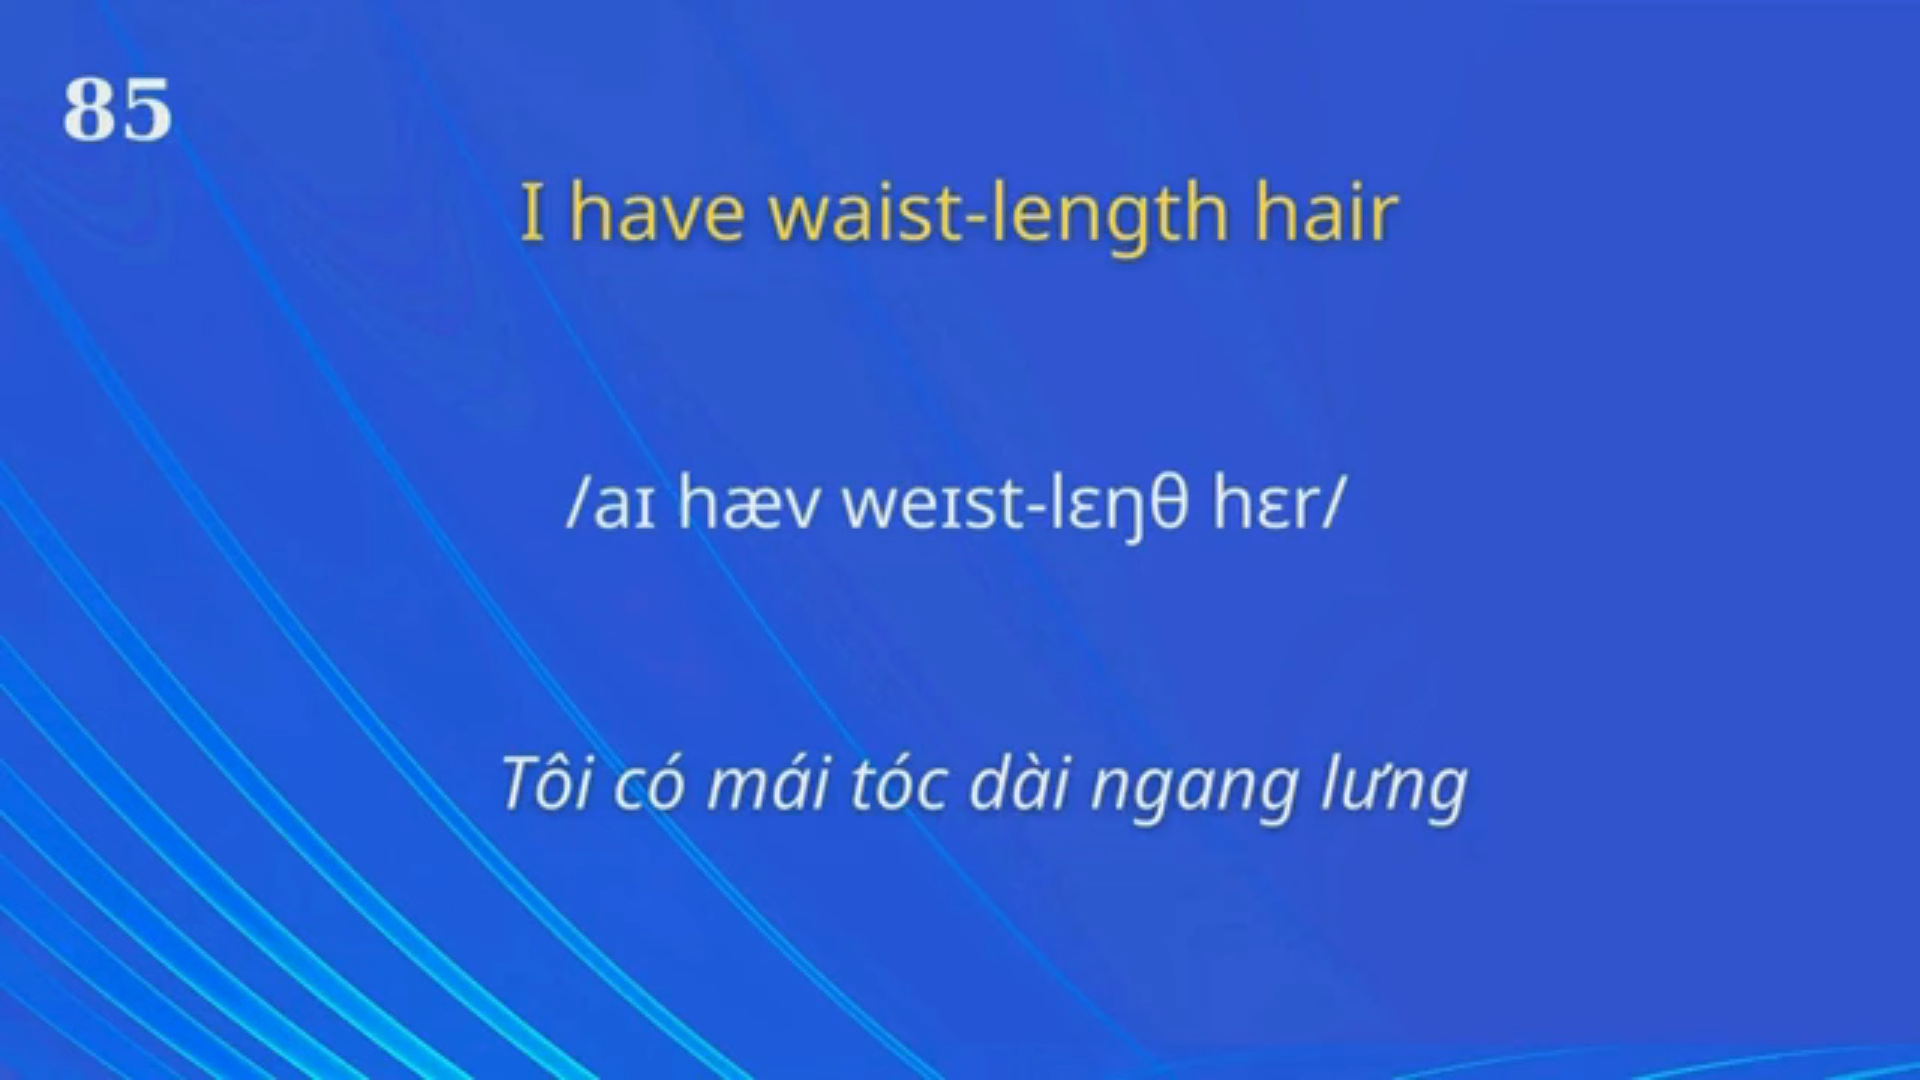 85
I have waist-length hair
/aɪ hæv weɪst-lɛŋθ hɛr/
Tôi có mái tóc dài ngang lưng